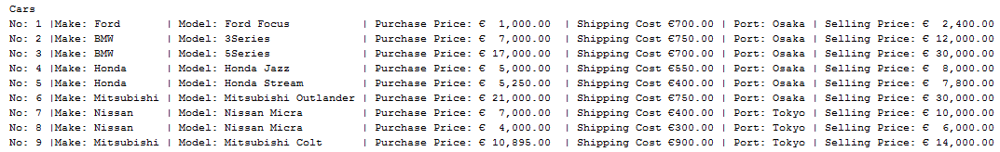 Cars
No: 1 |Make: Ford       | Model: Ford Focus           | Purchase Price: €  1,000.00  | Shipping Cost €700.00 | Port: Osaka | Selling Price: €  2,400.00
No: 2 |Make: BMW        | Model: 3Series              | Purchase Price: €  7,000.00  | Shipping Cost €750.00 | Port: Osaka | Selling Price: € 12,000.00
No: 3 |Make: BMW        | Model: 5Series              | Purchase Price: € 17,000.00  | Shipping Cost €700.00 | Port: Osaka | Selling Price: € 30,000.00
No: 4 |Make: Honda      | Model: Honda Jazz           | Purchase Price: €  5,000.00  | Shipping Cost €550.00 | Port: Osaka | Selling Price: €  8,000.00
No: 5 |Make: Honda      | Model: Honda Stream         | Purchase Price: €  5,250.00  | Shipping Cost €400.00 | Port: Osaka | Selling Price: €  7,800.00
No: 6 |Make: Mitsubishi | Model: Mitsubishi Outlander | Purchase Price: € 21,000.00  | Shipping Cost €750.00 | Port: Osaka | Selling Price: € 30,000.00
No: 7 |Make: Nissan     | Model: Nissan Micra         | Purchase Price: €  7,000.00  | Shipping Cost €400.00 | Port: Tokyo | Selling Price: € 10,000.00
No: 8 |Make: Nissan     | Model: Nissan Micra         | Purchase Price: €  4,000.00  | Shipping Cost €300.00 | Port: Tokyo | Selling Price: €  6,000.00
No: 9 |Make: Mitsubishi | Model: Mitsubishi Colt      | Purchase Price: € 10,895.00  | Shipping Cost €900.00 | Port: Tokyo | Selling Price: € 14,000.00